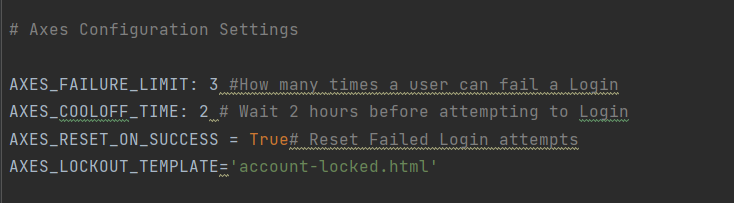 # Axes Configuration Settings
AXES_FAILURE_LIMIT: 3 #How many times a user can fail a Login
AXES_COOLOFF_TIME: 2 # Wait 2 hours before attempting to Login
AXES_RESET_ON_SUCCESS = True# Reset Failed Login attempts
AXES_LOCKOUT_TEMPLATE='account-locked.html'